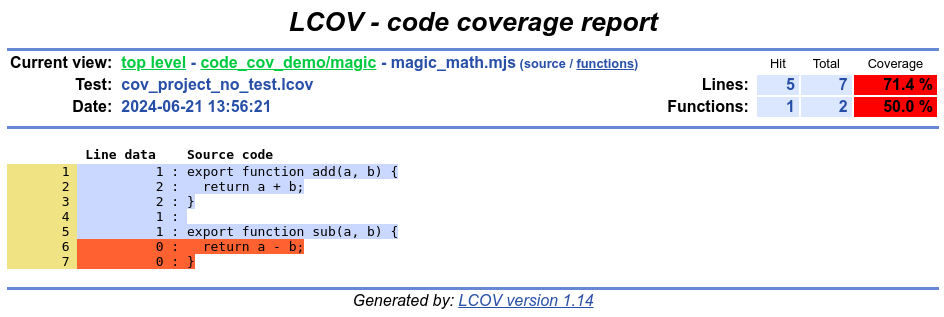 LCOV - code coverage report
Current view: top level - code_cov_demo/magic - magic_math.mjs (source / functions) Hit Total Coverage
Test: cov_project_no_test.lcov Lines: 5 7 71.4 %
Date: 2024-06-21 13:56:21 Functions: 1 2 50.0 %
Line data Source code
1 1 : export function add(a, b) {
2 2 :   return a + b;
3 2 : }
4 1 :
5 1 : export function sub(a, b) {
6 0 :   return a - b;
7 0 : }
Generated by: LCOV version 1.14